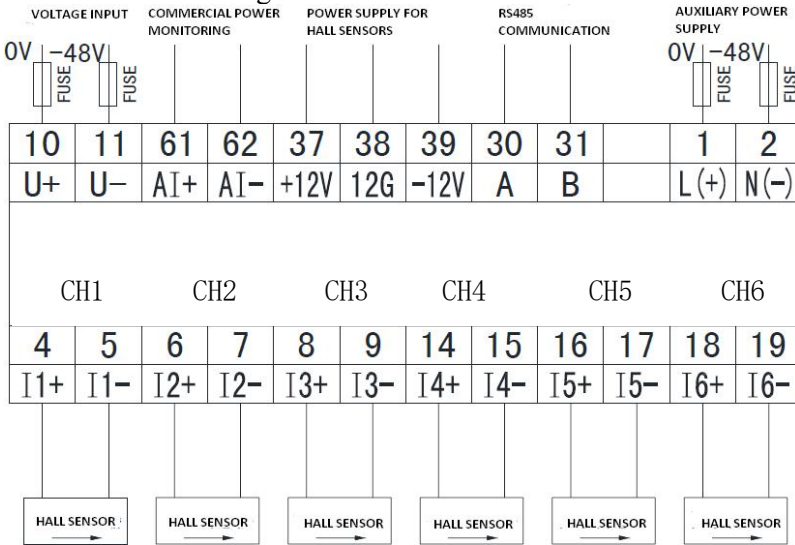 VOLTAGE INPUT
COMMERCIAL POWER
MONITORING
POWER SUPPLY FOR
HALL SENSORS
RS485
COMMUNICATION
AUXILIARY POWER
SUPPLY
0V -48V
0V -48V
FUSE
FUSE
FUSE
FUSE
10 11 61 62 37 38 39 30 31 1 2
U+ U- AI+ AI- +12V 12G -12V A B L(+) N(-)
CH1 CH2 CH3 CH4 CH5 CH6
4 5 6 7 8 9 14 15 16 17 18 19
I1+ I1- I2+ I2- I3+ I3- I4+ I4- I5+ I5- I6+ I6-
HALL SENSOR HALL SENSOR HALL SENSOR HALL SENSOR HALL SENSOR HALL SENSOR